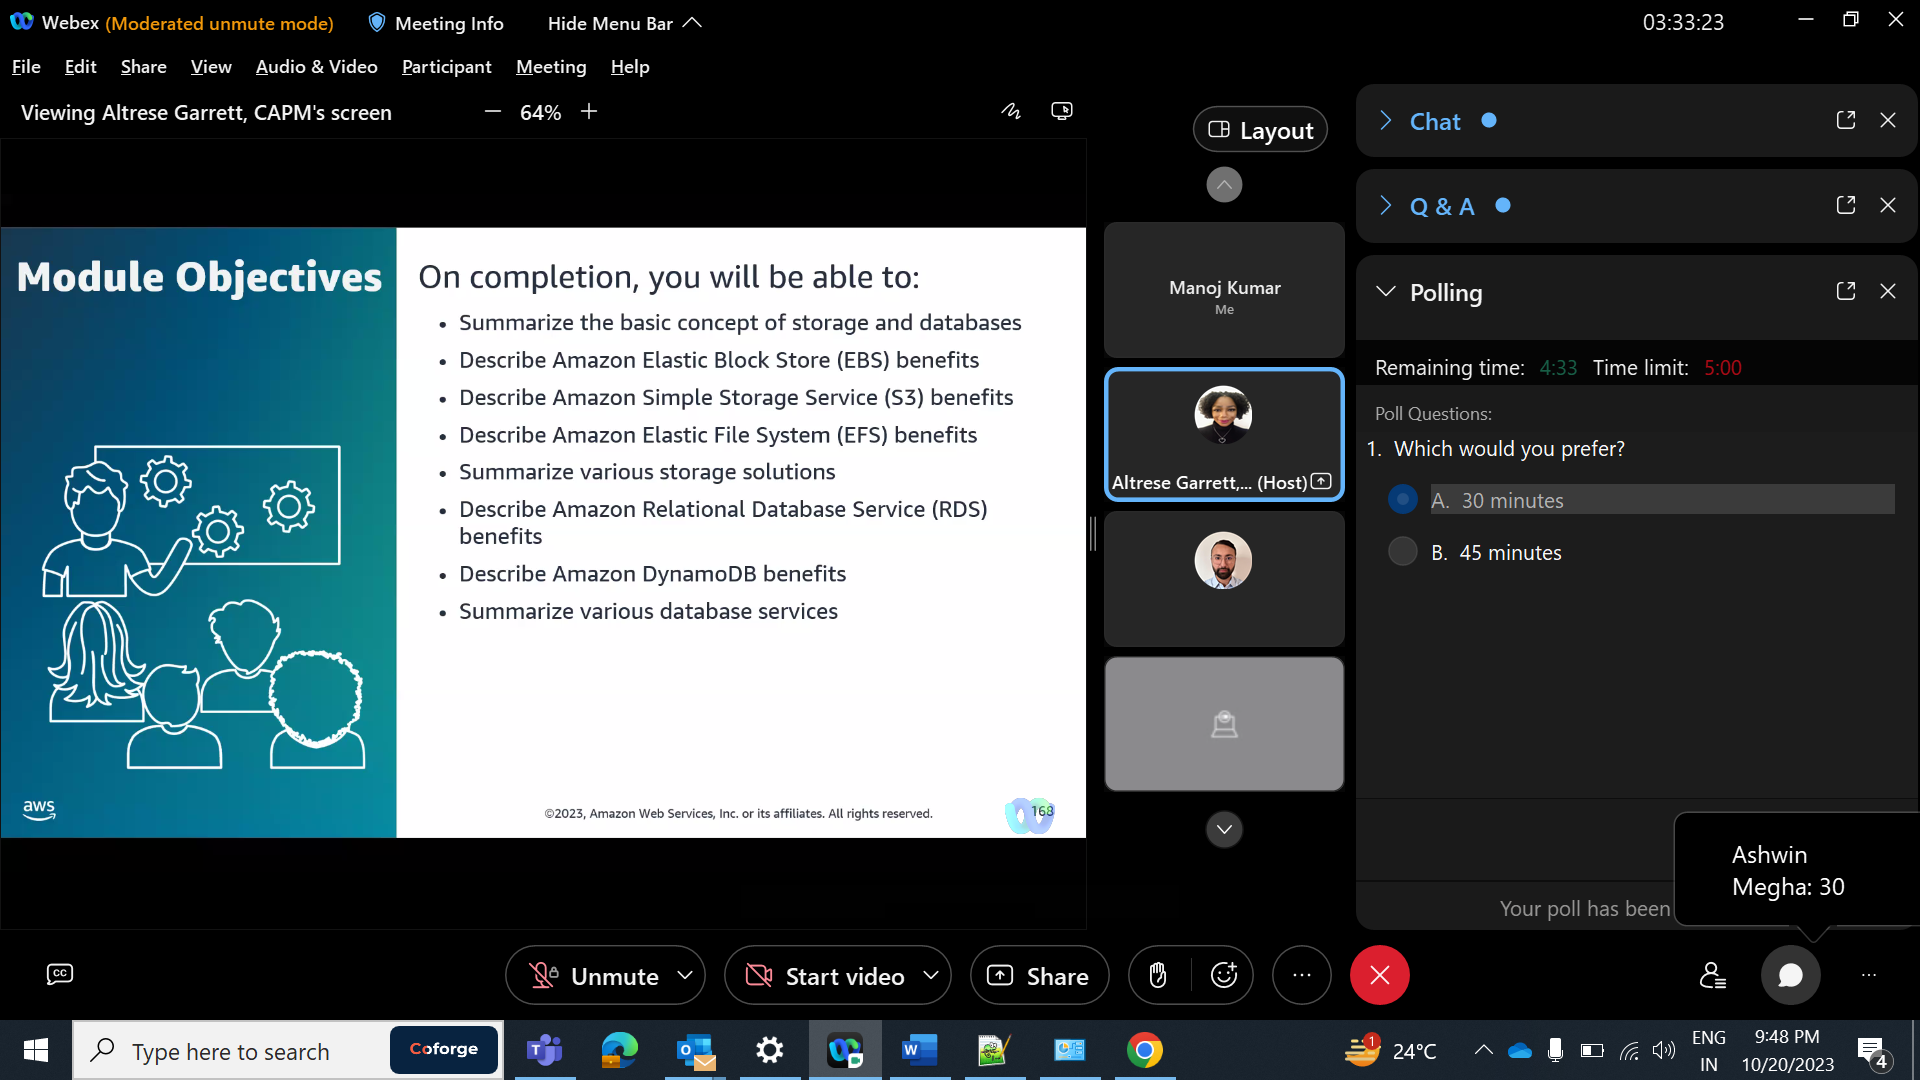 Webex (Moderated unmute mode) Meeting Info Hide Menu Bar 03:33:23
File Edit Share View Audio & Video Participant Meeting Help
Viewing Altrese Garrett, CAPM's screen 64%
Layout
Module Objectives
On completion, you will be able to:
• Summarize the basic concept of storage and databases
• Describe Amazon Elastic Block Store (EBS) benefits
• Describe Amazon Simple Storage Service (S3) benefits
• Describe Amazon Elastic File System (EFS) benefits
• Summarize various storage solutions
• Describe Amazon Relational Database Service (RDS)
benefits
• Describe Amazon DynamoDB benefits
• Summarize various database services
aws
©2023, Amazon Web Services, Inc. or its affiliates. All rights reserved.
168
Manoj Kumar
Me
Altrese Garrett,... (Host)
Chat
Q & A
Polling
Remaining time: 4:33 Time limit: 5:00
Poll Questions:
1. Which would you prefer?
A. 30 minutes
B. 45 minutes
Your poll has been
Ashwin
Megha: 30
CC
Unmute Start video Share
Type here to search Coforge
1 24°C
ENG
IN
9:48 PM
10/20/2023
4